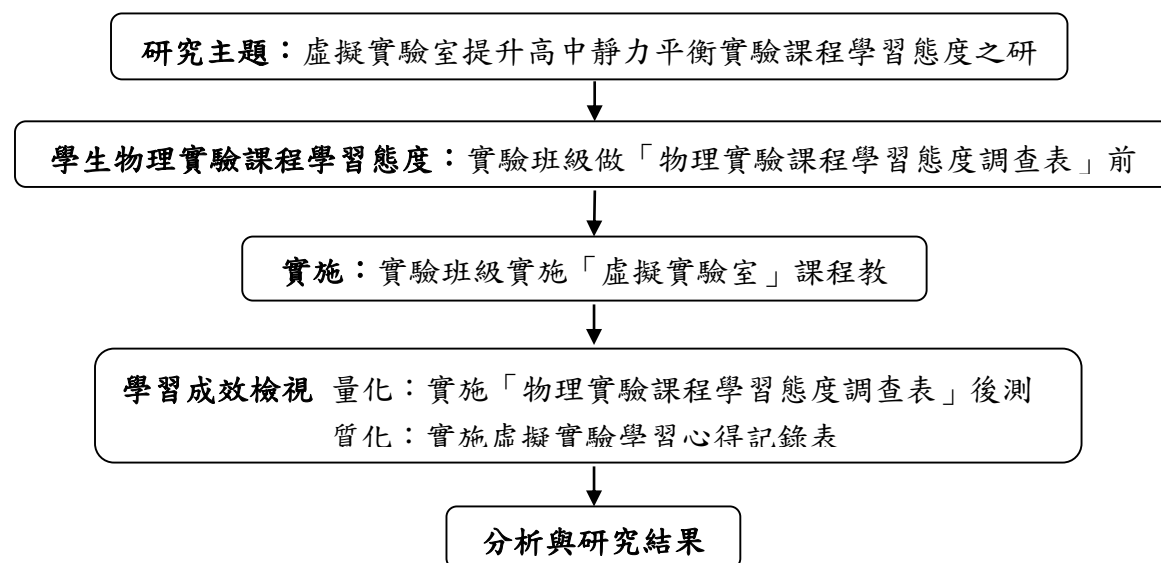 研究主題：虛擬實驗室提升高中靜力平衡實驗課程學習態度之研
學生物理實驗課程學習態度：實驗班級做「物理實驗課程學習態度調查表」前
實施：實驗班級實施「虛擬實驗室」課程教
學習成效檢視 量化：實施「物理實驗課程學習態度調查表」後測
質化：實施虛擬實驗學習心得記錄表
分析與研究結果